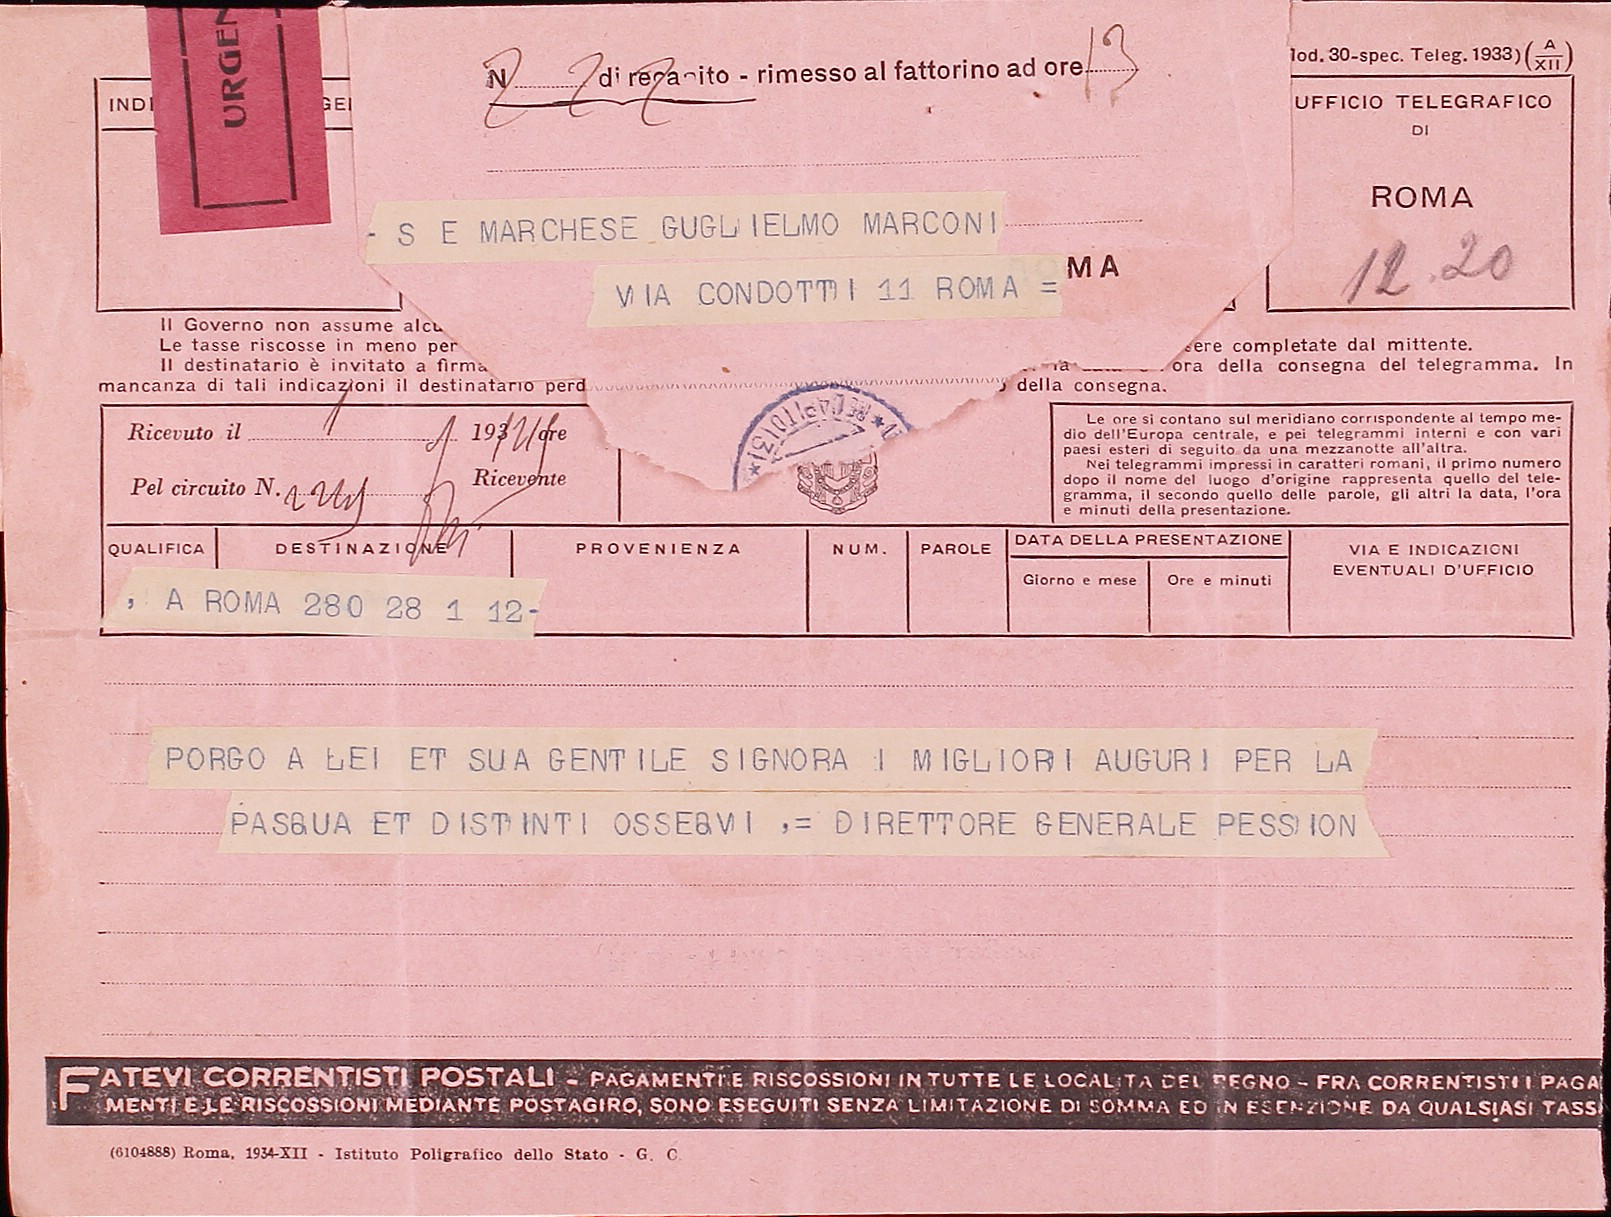 URGEN
N 222 di recapito - rimesso al fattorino ad ore 13
Mod. 30-spec. Teleg. 1933) (A/XII)
INDI
UFFICIO TELEGRAFICO
DI
ROMA
12.20
- S E MARCHESE GUGLIELMO MARCONI
VIA CONDOTTI 11 ROMA =
OMA
Il Governo non assume alcu
Le tasse riscosse in meno per ere completate dal mittente.
Il destinatario è invitato a firma ora della consegna del telegramma. In
mancanza di tali indicazioni il destinatario perd della consegna.
Ricevuto il 193 ore
Pel circuito N. Ricevente
Le ore si contano sul meridiano corrispondente al tempo me-
dio dell'Europa centrale, e pei telegrammi interni e con vari
paesi esteri di seguito da una mezzanotte all'altra.
Nei telegrammi impressi in caratteri romani, il primo numero
dopo il nome del luogo d'origine rappresenta quello del tele-
gramma, il secondo quello delle parole, gli altri la data, l'ora
e minuti della presentazione.
QUALIFICA DESTINAZIONE PROVENIENZA NUM. PAROLE DATA DELLA PRESENTAZIONE VIA E INDICAZIONI
EVENTUALI D'UFFICIO
Giorno e mese Ore e minuti
, A ROMA 280 28 1 12-
PORGO A LEI ET SUA GENTILE SIGNORA I MIGLIORI AUGURI PER LA
PASQUA ET DISTINTI OSSEQVI ,= DIRETTORE GENERALE PESSION
FATEVI CORRENTISTI POSTALI - PAGAMENTI E RISCOSSIONI IN TUTTE LE LOCALITA DEL REGNO - FRA CORRENTISTI I PAGA
MENTI E LE RISCOSSIONI MEDIANTE POSTAGIRO, SONO ESEGUITI SENZA LIMITAZIONE DI SOMMA ED IN ESENZIONE DA QUALSIASI TASS
(6104888) Roma, 1934-XII - Istituto Poligrafico dello Stato - G. C.